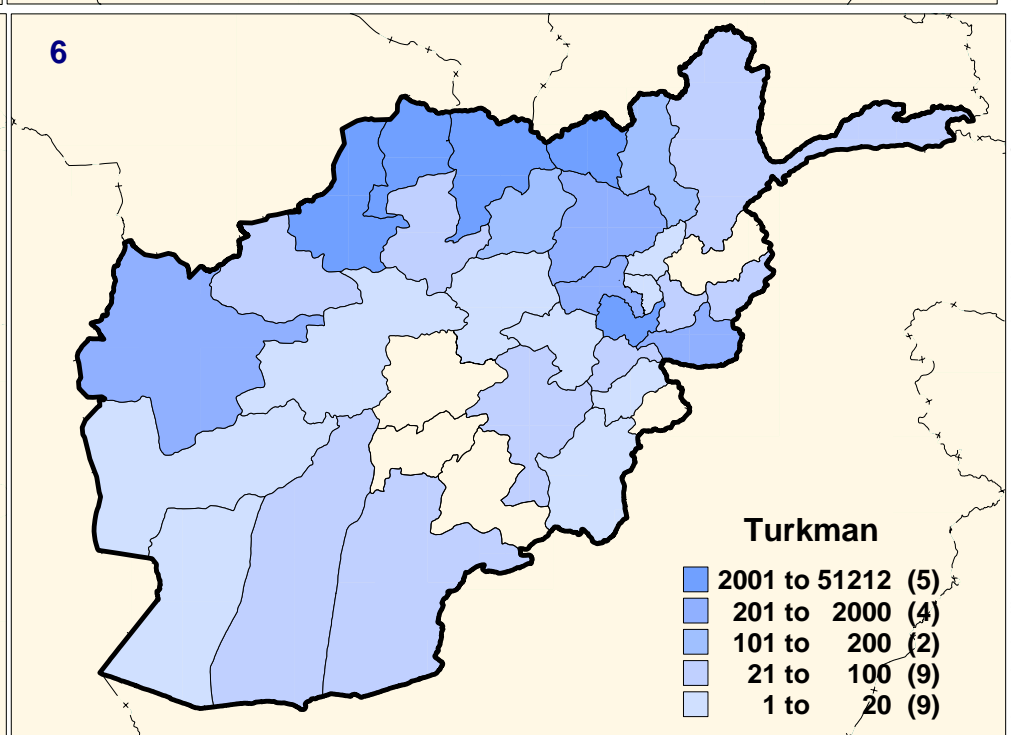 6
Turkman
2001 to 51212 (5)
201 to 2000 (4)
101 to 200 (2)
21 to 100 (9)
1 to 20 (9)